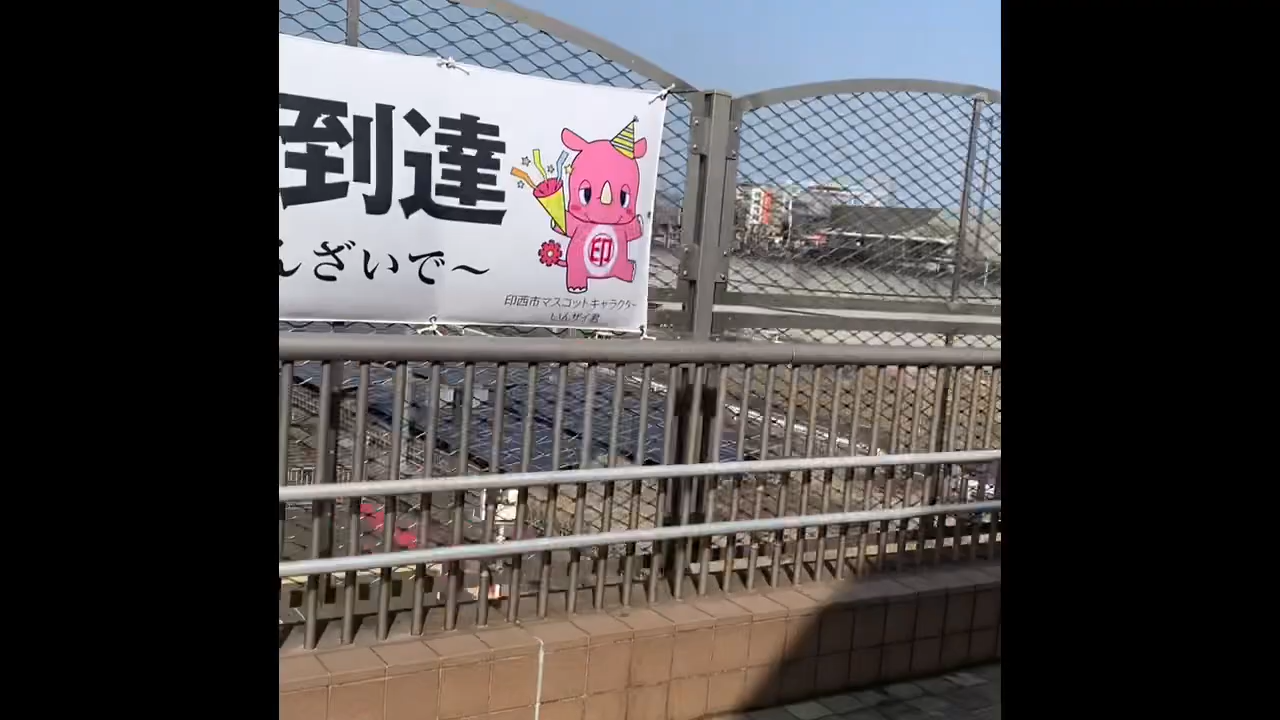 到達
んざいで～
印
印西市マスコットキャラクター
いんザイ君